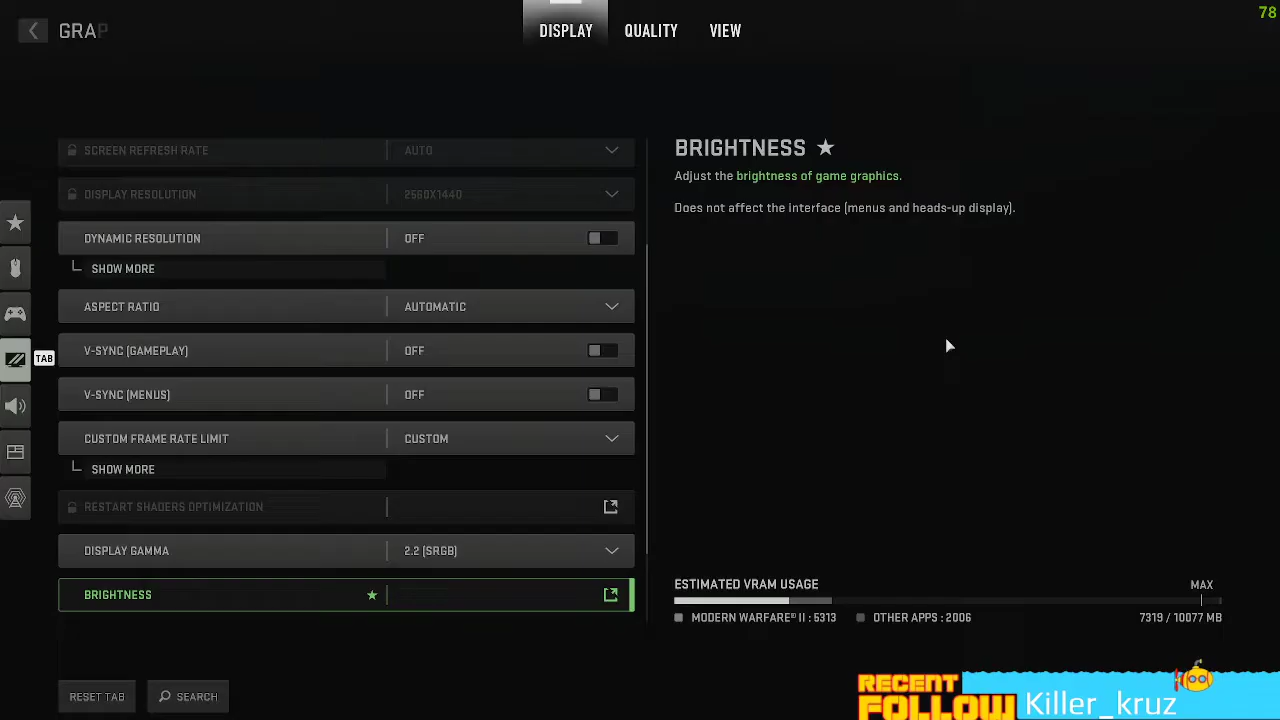 78
GRAP
DISPLAY QUALITY VIEW
SCREEN REFRESH RATE AUTO
DISPLAY RESOLUTION 2560X1440
DYNAMIC RESOLUTION OFF
SHOW MORE
ASPECT RATIO AUTOMATIC
V-SYNC (GAMEPLAY) OFF
TAB
V-SYNC (MENUS) OFF
CUSTOM FRAME RATE LIMIT CUSTOM
SHOW MORE
RESTART SHADERS OPTIMIZATION
DISPLAY GAMMA 2.2 (SRGB)
BRIGHTNESS ★
RESET TAB SEARCH
BRIGHTNESS ★
Adjust the brightness of game graphics.
Does not affect the interface (menus and heads-up display).
ESTIMATED VRAM USAGE MAX
MODERN WARFARE® II : 5313 OTHER APPS : 2006 7319 / 10077 MB
RECENT
FOLLOW Killer_kruz